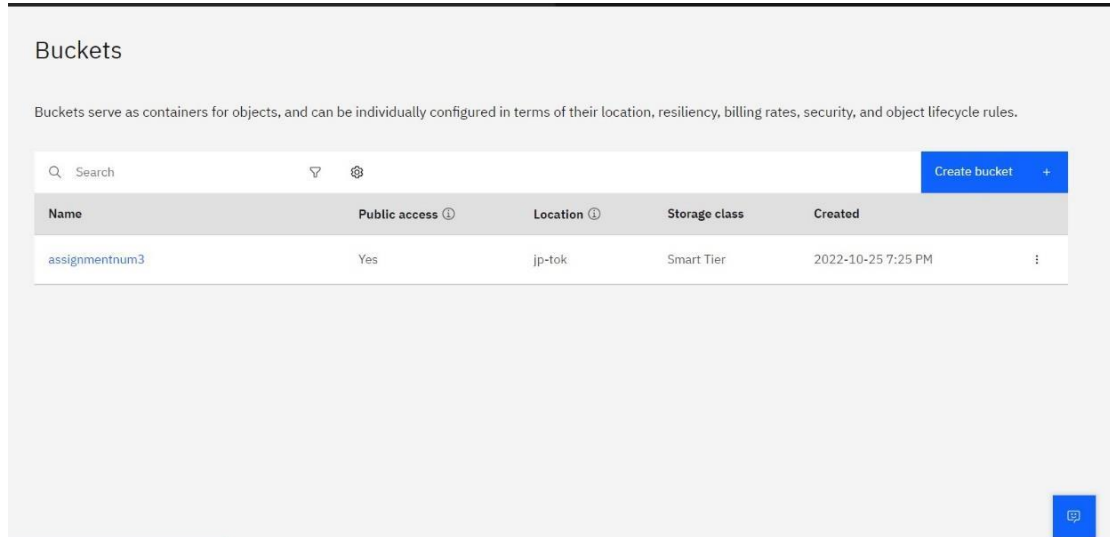 Buckets
Buckets serve as containers for objects, and can be individually configured in terms of their location, resiliency, billing rates, security, and object lifecycle rules.
Search Create bucket +
Name Public access Location Storage class Created
assignmentnum3 Yes jp-tok Smart Tier 2022-10-25 7:25 PM